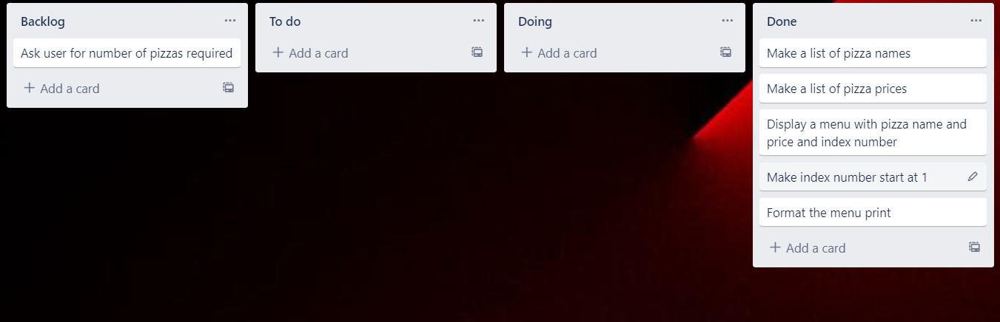 Backlog
Ask user for number of pizzas required
+ Add a card
To do
+ Add a card
Doing
+ Add a card
Done
Make a list of pizza names
Make a list of pizza prices
Display a menu with pizza name and
price and index number
Make index number start at 1
Format the menu print
+ Add a card